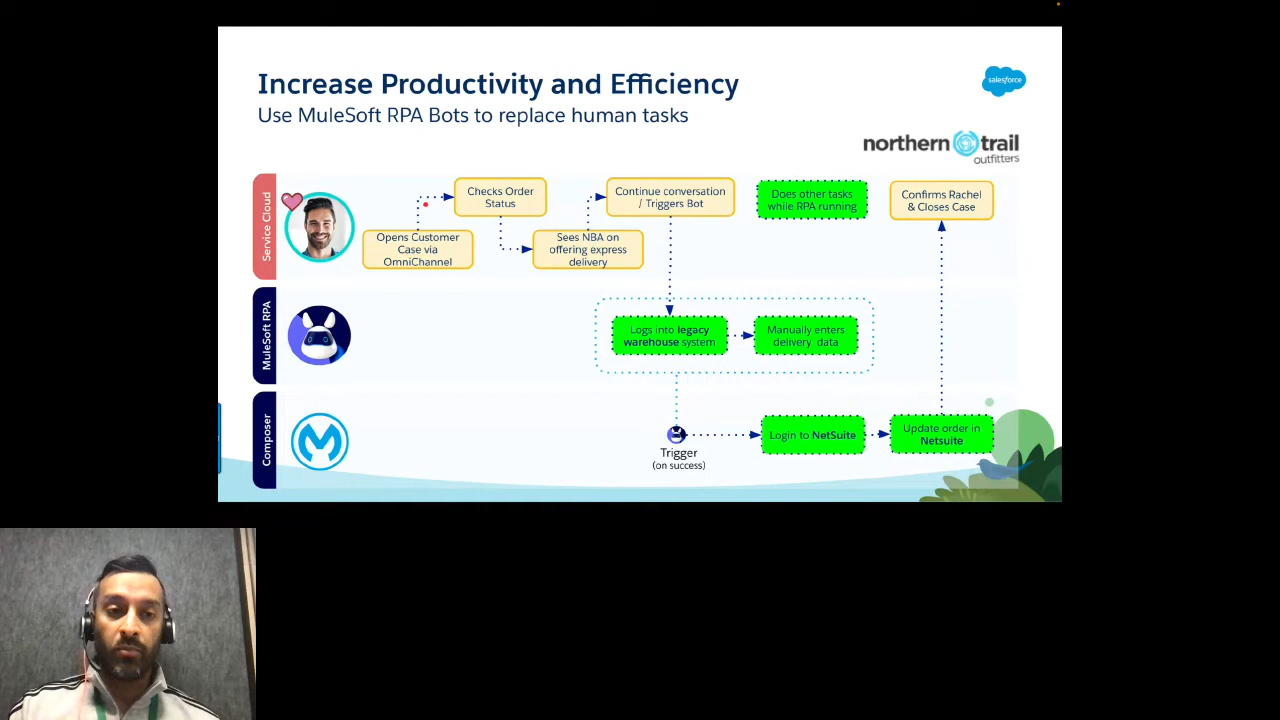 Increase Productivity and Efficiency
Use MuleSoft RPA Bots to replace human tasks
salesforce
northern trail
outfitters
Service Cloud
Opens Customer
Case via
OmniChannel
Checks Order
Status
Sees NBA on
offering express
delivery
Continue conversation
/ Triggers Bot
Does other tasks
while RPA running
Confirms Rachel
& Closes Case
MuleSoft RPA
Logs into legacy
warehouse system
Manually enters
delivery data
Composer
Trigger
(on success)
Login to NetSuite
Update order in
Netsuite